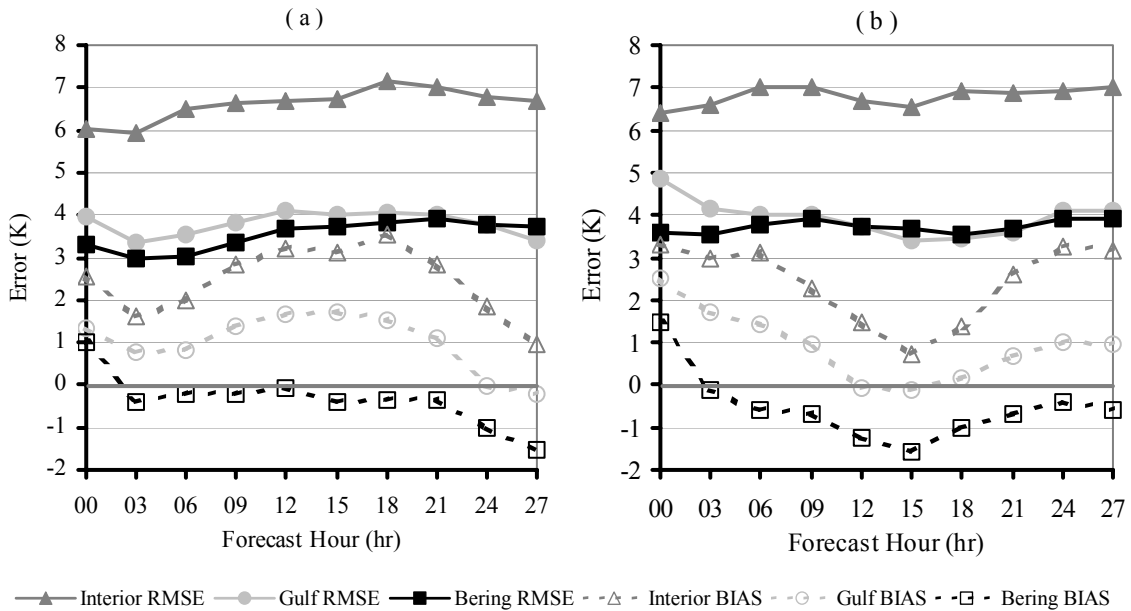 ( a )
8
7
6
5
4
3
2
1
0
-1
-2
Error (K)
00 03 06 09 12 15 18 21 24 27
Forecast Hour (hr)
( b )
8
7
6
5
4
3
2
1
0
-1
-2
Error (K)
00 03 06 09 12 15 18 21 24 27
Forecast Hour (hr)
Interior RMSE Gulf RMSE Bering RMSE Interior BIAS Gulf BIAS Bering BIAS